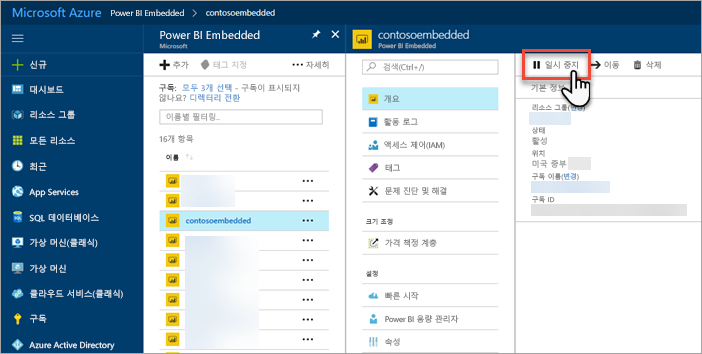 Microsoft Azure Power BI Embedded > contosoembedded
신규
대시보드
리소스 그룹
모든 리소스
최근
App Services
SQL 데이터베이스
가상 머신(클래식)
가상 머신
클라우드 서비스(클래식)
구독
Azure Active Directory
Power BI Embedded
Microsoft
추가 태그 지정 자세히
구독: 모두 3개 선택 - 구독이 표시되지
않나요? 디렉터리 전환
이름별 필터링...
16개 항목
이름
contosoembedded
contosoembedded
Power BI Embedded
검색(Ctrl+/)
개요
활동 로그
액세스 제어(IAM)
태그
문제 진단 및 해결
크기 조정
가격 책정 계층
설정
빠른 시작
Power BI 용량 관리자
속성
일시 중지 이동 삭제
기본 정보
리소스 그룹(변경)
상태
활성
위치
미국 중부
구독 이름(변경)
구독 ID